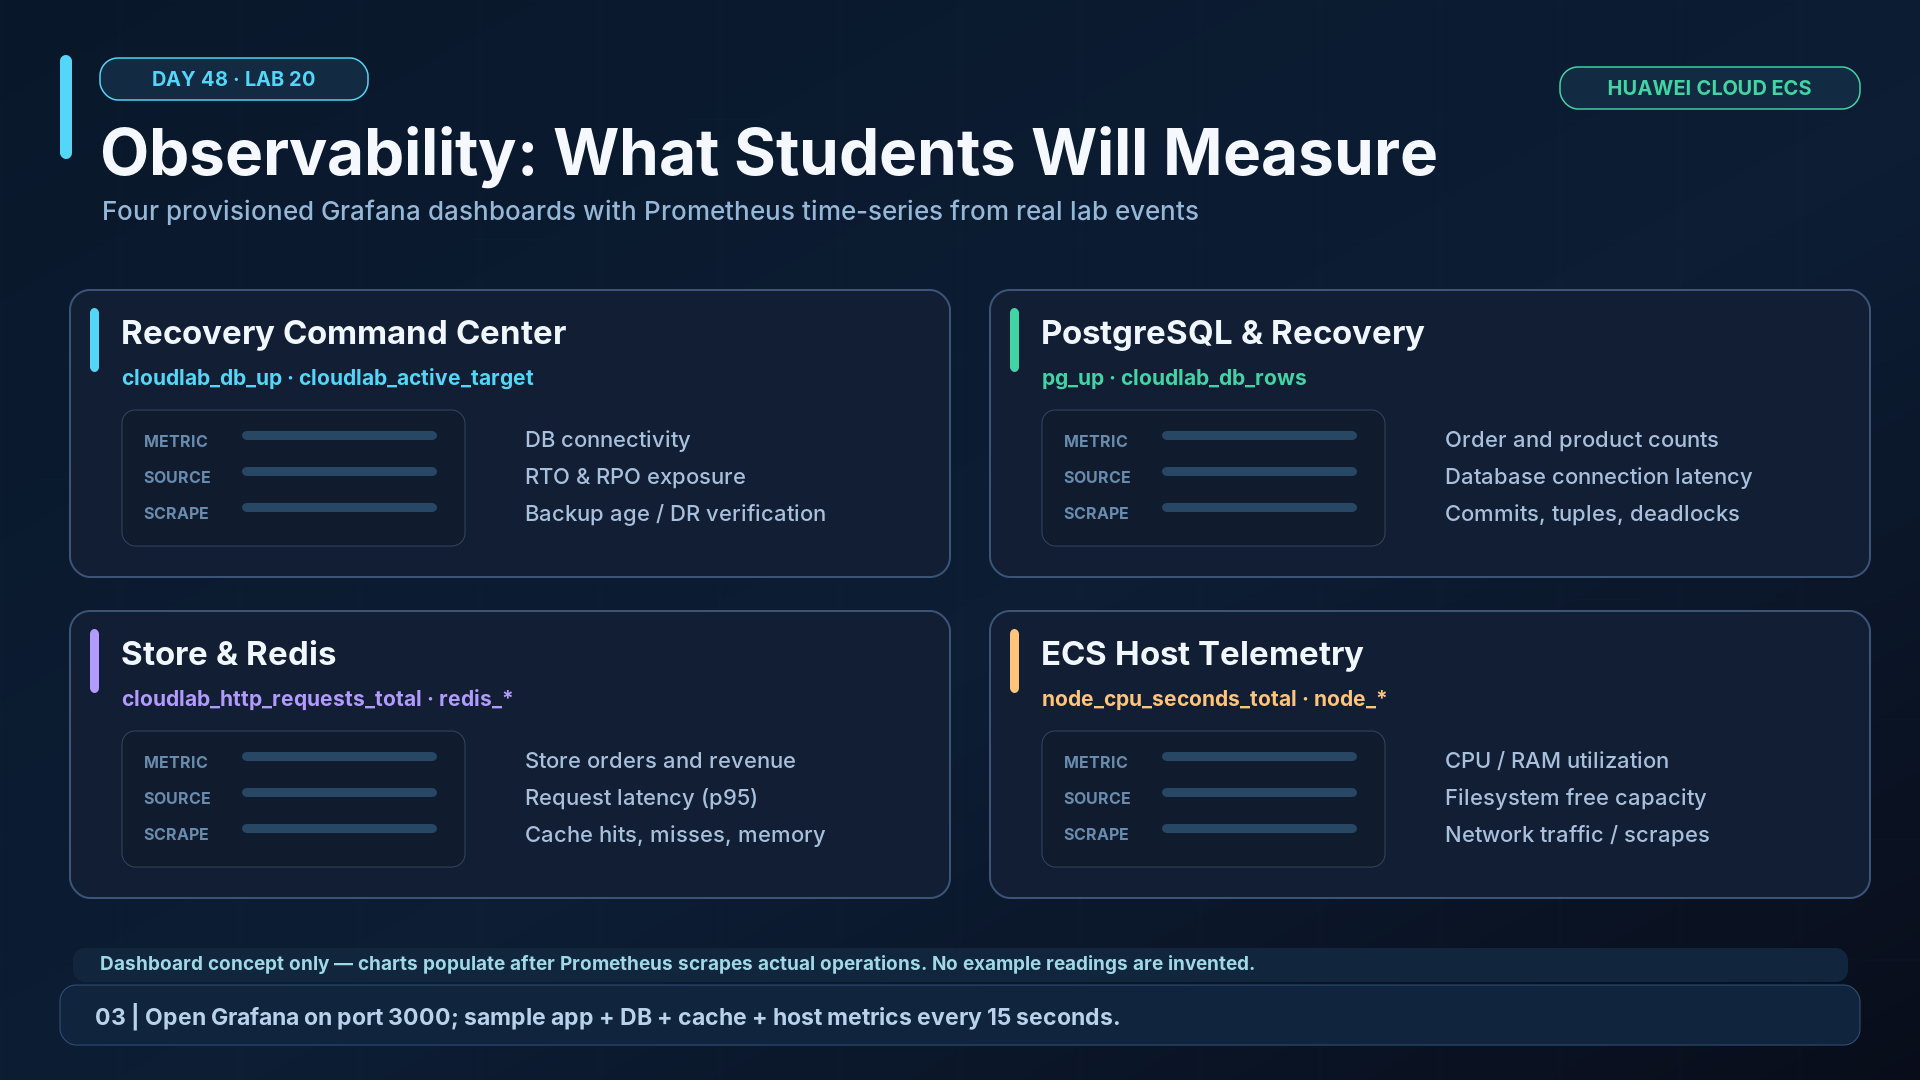 DAY 48 · LAB 20
HUAWEI CLOUD ECS
Observability: What Students Will Measure
Four provisioned Grafana dashboards with Prometheus time-series from real lab events
Recovery Command Center
cloudlab_db_up · cloudlab_active_target
METRIC
SOURCE
SCRAPE
DB connectivity
RTO & RPO exposure
Backup age / DR verification
PostgreSQL & Recovery
pg_up · cloudlab_db_rows
METRIC
SOURCE
SCRAPE
Order and product counts
Database connection latency
Commits, tuples, deadlocks
Store & Redis
cloudlab_http_requests_total · redis_*
METRIC
SOURCE
SCRAPE
Store orders and revenue
Request latency (p95)
Cache hits, misses, memory
ECS Host Telemetry
node_cpu_seconds_total · node_*
METRIC
SOURCE
SCRAPE
CPU / RAM utilization
Filesystem free capacity
Network traffic / scrapes
Dashboard concept only — charts populate after Prometheus scrapes actual operations. No example readings are invented.
03 | Open Grafana on port 3000; sample app + DB + cache + host metrics every 15 seconds.